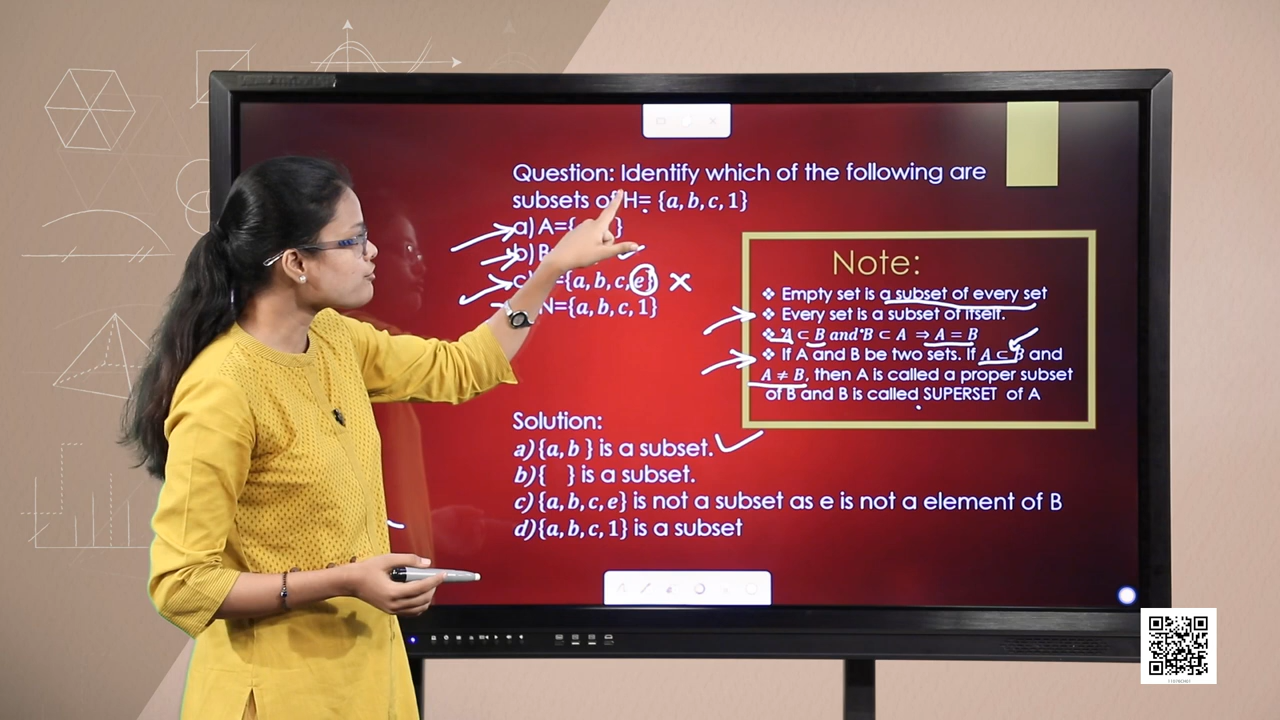 Question: Identify which of the following are
subsets of H= {a, b, c, 1}
a) A={ }
b) B
c) ={a, b, c, e} ×
N={a, b, c, 1}
Note:
❖ Empty set is a subset of every set
❖ Every set is a subset of itself.
❖ A ⊂ B and B ⊂ A ⇒ A = B
❖ If A and B be two sets. If A ⊂ B and
A ≠ B, then A is called a proper subset
of B and B is called SUPERSET of A
Solution:
a){a, b } is a subset.
b){ } is a subset.
c) {a, b, c, e} is not a subset as e is not a element of B
d){a, b, c, 1} is a subset